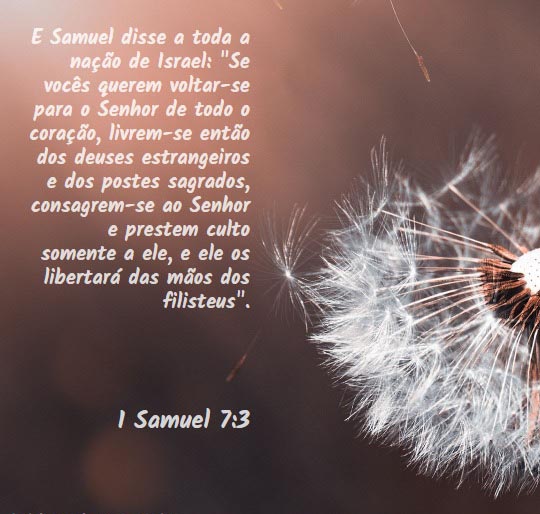 E Samuel disse a toda a
nação de Israel: "Se
vocês querem voltar-se
para o Senhor de todo o
coração, livrem-se então
dos deuses estrangeiros
e dos postes sagrados,
consagrem-se ao Senhor
e prestem culto
somente a ele, e ele os
libertará das mãos dos
filisteus".
1 Samuel 7:3